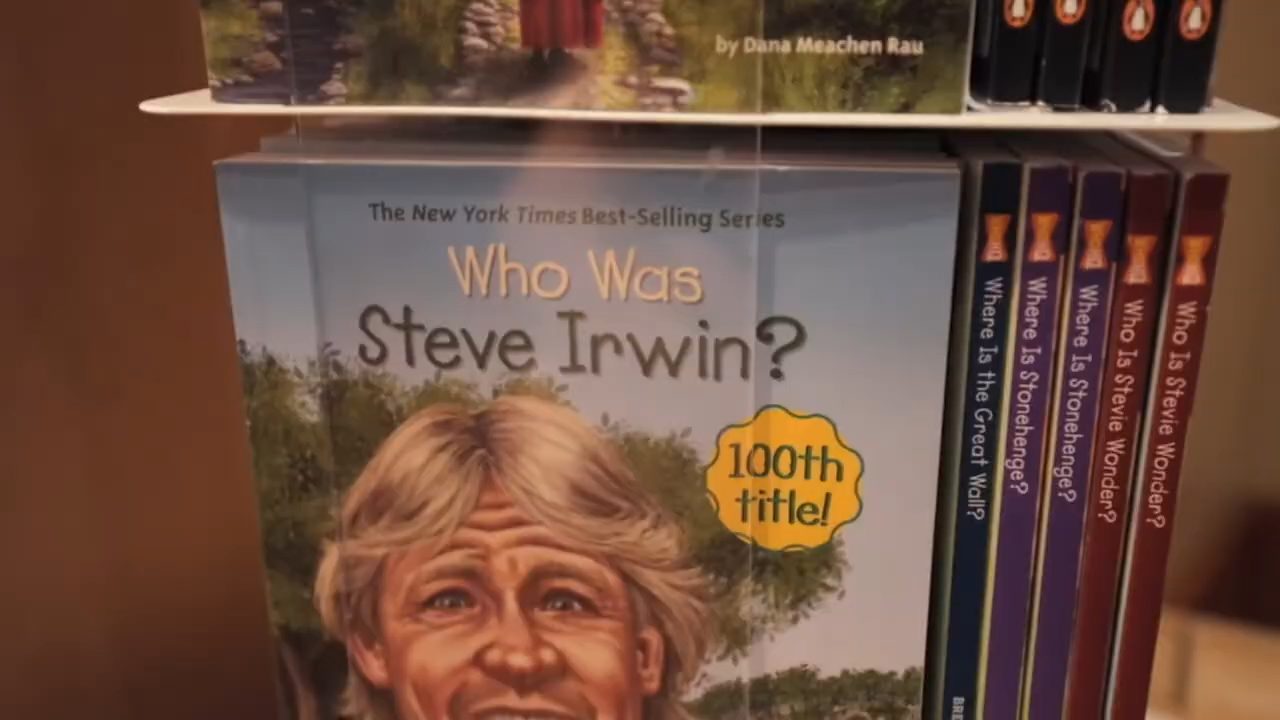 by Dana Meachen Rau
The New York Times Best-Selling Series
Who Was
Steve Irwin?
100th
title!
Where Is the Great Wall?
Where Is Stonehenge?
Where Is Stonehenge?
Who Is Stevie Wonder?
Who Is Stevie Wonder?